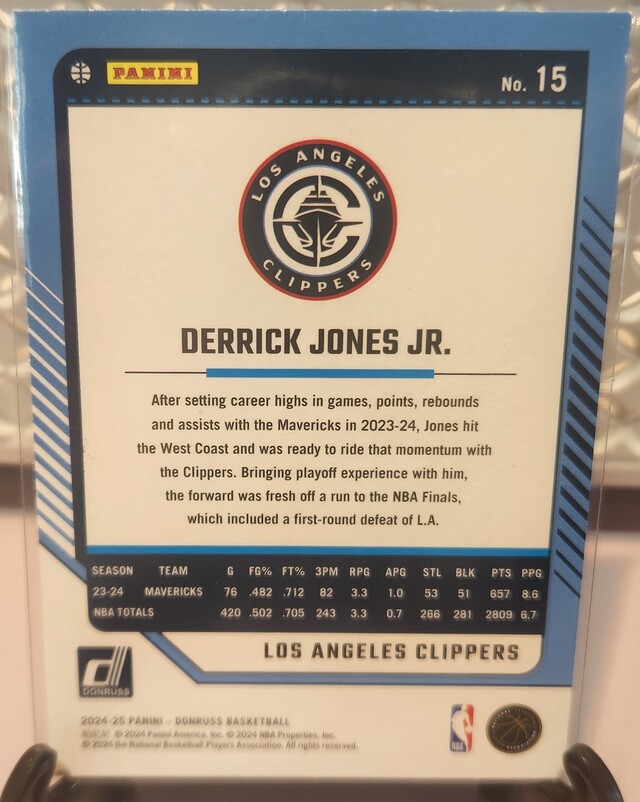 PANINI
No. 15
LOS ANGELES
CLIPPERS
DERRICK JONES JR.
After setting career highs in games, points, rebounds
and assists with the Mavericks in 2023-24, Jones hit
the West Coast and was ready to ride that momentum with
the Clippers. Bringing playoff experience with him,
the forward was fresh off a run to the NBA Finals,
which included a first-round defeat of L.A.
SEASON TEAM G FG% FT% 3PM RPG APG STL BLK PTS PPG
23-24 MAVERICKS 76 .482 .712 82 3.3 1.0 53 51 657 8.6
NBA TOTALS 420 .502 .705 243 3.3 0.7 266 281 2809 6.7
LOS ANGELES CLIPPERS
DONRUSS
2024-25 PANINI – DONRUSS BASKETBALL
© 2024 Panini America, Inc. © 2024 NBA Properties, Inc.
© 2024 the National Basketball Players Association. All rights reserved.
NBA